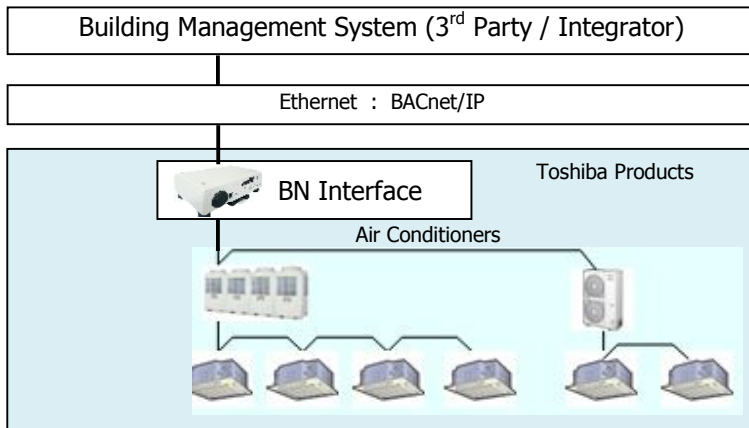 Building Management System (3rd Party / Integrator)
Ethernet : BACnet/IP
Toshiba Products
BN Interface
Air Conditioners